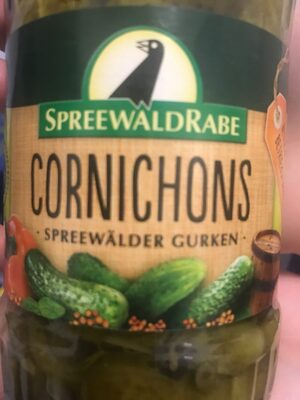 SPREEWALDRABE
CORNICHONS
· SPREEWÄLDER GURKEN ·